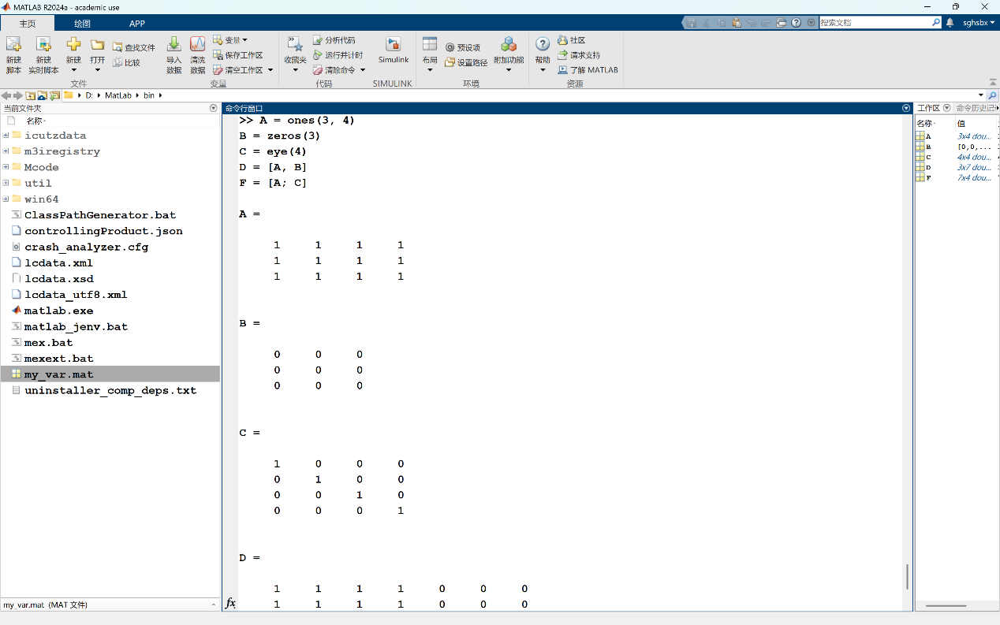 MATLAB R2024a - academic use
主页 绘图 APP 搜索文档 sghsbx
新建脚本 新建实时脚本 新建 打开 查找文件 比较 文件
导入数据 清洗数据 变量 保存工作区 清空工作区 变量
收藏夹 分析代码 运行并计时 清除命令 代码
Simulink SIMULINK
布局 预设项 设置路径 附加功能 环境
帮助 社区 请求支持 了解 MATLAB 资源
D: MatLab bin
当前文件夹
名称
icutzdata
m3iregistry
Mcode
util
win64
ClassPathGenerator.bat
controllingProduct.json
crash_analyzer.cfg
lcdata.xml
lcdata.xsd
lcdata_utf8.xml
matlab.exe
matlab_jenv.bat
mex.bat
mexext.bat
my_var.mat
uninstaller_comp_deps.txt
my_var.mat (MAT 文件)
命令行窗口
>> A = ones(3, 4)
B = zeros(3)
C = eye(4)
D = [A, B]
F = [A; C]
A =
1 1 1 1
1 1 1 1
1 1 1 1
B =
0 0 0
0 0 0
0 0 0
C =
1 0 0 0
0 1 0 0
0 0 1 0
0 0 0 1
D =
1 1 1 1 0 0 0
fx 1 1 1 1 0 0 0
工作区 命令历史记
名称 值
A 3x4 dou...
B [0,0,...
C 4x4 dou...
D 3x7 dou...
F 7x4 dou...